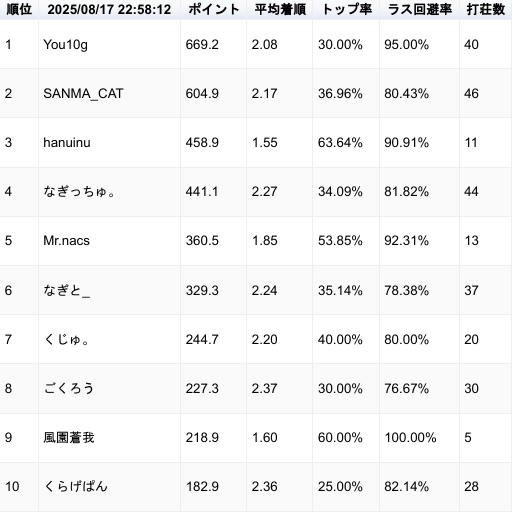 順位 2025/08/17 22:58:12 ポイント 平均着順 トップ率 ラス回避率 打荘数
1 You10g 669.2 2.08 30.00% 95.00% 40
2 SANMA_CAT 604.9 2.17 36.96% 80.43% 46
3 hanuinu 458.9 1.55 63.64% 90.91% 11
4 なぎっちゅ。 441.1 2.27 34.09% 81.82% 44
5 Mr.nacs 360.5 1.85 53.85% 92.31% 13
6 なぎと_ 329.3 2.24 35.14% 78.38% 37
7 くじゅ。 244.7 2.20 40.00% 80.00% 20
8 ごくろう 227.3 2.37 30.00% 76.67% 30
9 風園蒼我 218.9 1.60 60.00% 100.00% 5
10 くらげぱん 182.9 2.36 25.00% 82.14% 28